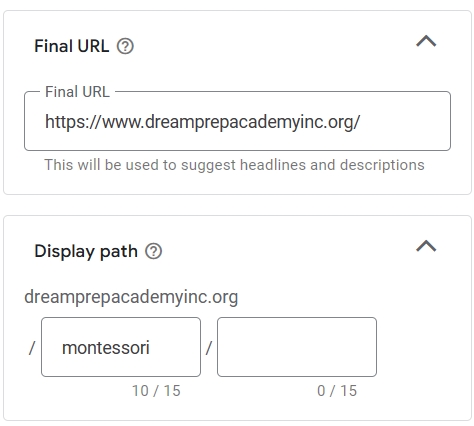 Final URL ?
Final URL
https://www.dreamprepacademyinc.org/
This will be used to suggest headlines and descriptions
Display path ?
dreamprepacademyinc.org
/ montessori /
10 / 15 0 / 15